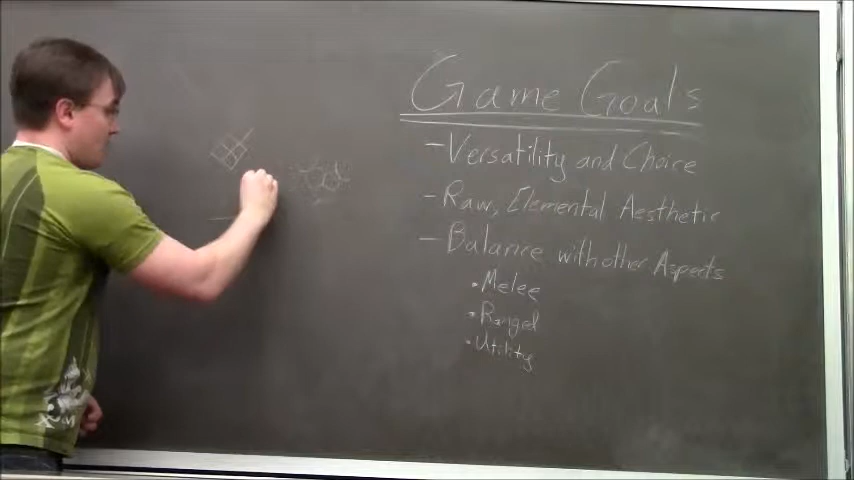 Game Goals
- Versatility and Choice
- Raw, Elemental Aesthetic
- Balance with other Aspects
• Melee
• Ranged
• Utility